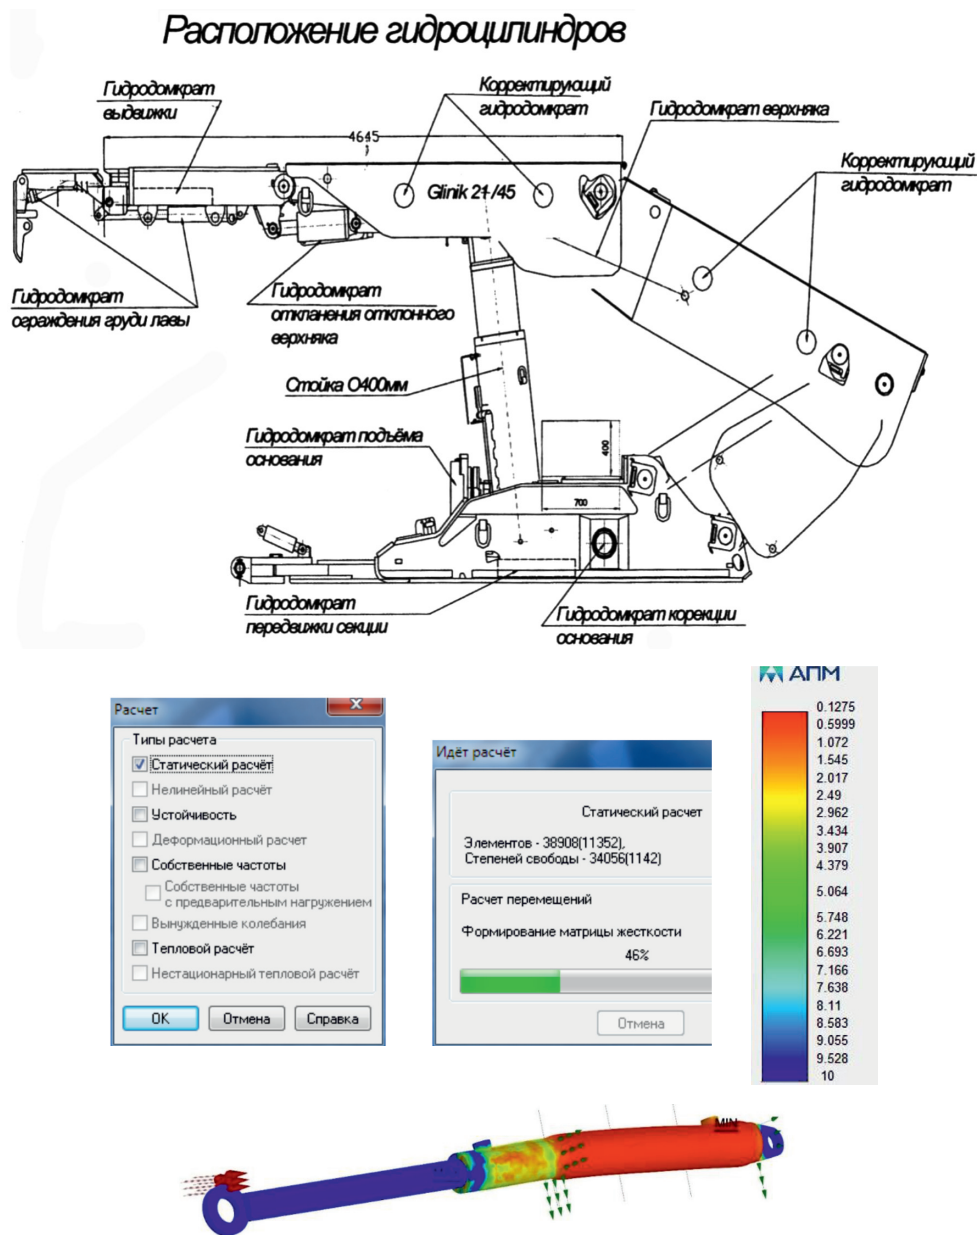 Расположение гидроцилиндров
Гидродомкрат
выдвижки
Корректирующий
гидродомкрат
Гидродомкрат верхняка
4645
Корректирующий
гидродомкрат
Glinik 21/45
Гидродомкрат
ограждения груди лавы
Гидродомкрат
откланения отклонного
верхняка
Стойка О400мм
Гидродомкрат подъёма
основания
400
700
Гидродомкрат
передвижки секции
Гидродомкрат корекции
основания
Расчет
Типы расчета
Статический расчёт
Нелинейный расчёт
Устойчивость
Деформационный расчет
Собственные частоты
Собственные частоты
с предварительным нагружением
Вынужденные колебания
Тепловой расчёт
Нестационарный тепловой расчёт
ОК
Отмена
Справка
Идёт расчёт
Статический расчет
Элементов - 38908(11352),
Степеней свободы - 34056(1142)
Расчет перемещений
Формирование матрицы жесткости
46%
Отмена
АПМ
0.1275
0.5999
1.072
1.545
2.017
2.49
2.962
3.434
3.907
4.379
5.064
5.748
6.221
6.693
7.166
7.638
8.11
8.583
9.055
9.528
10
MIN